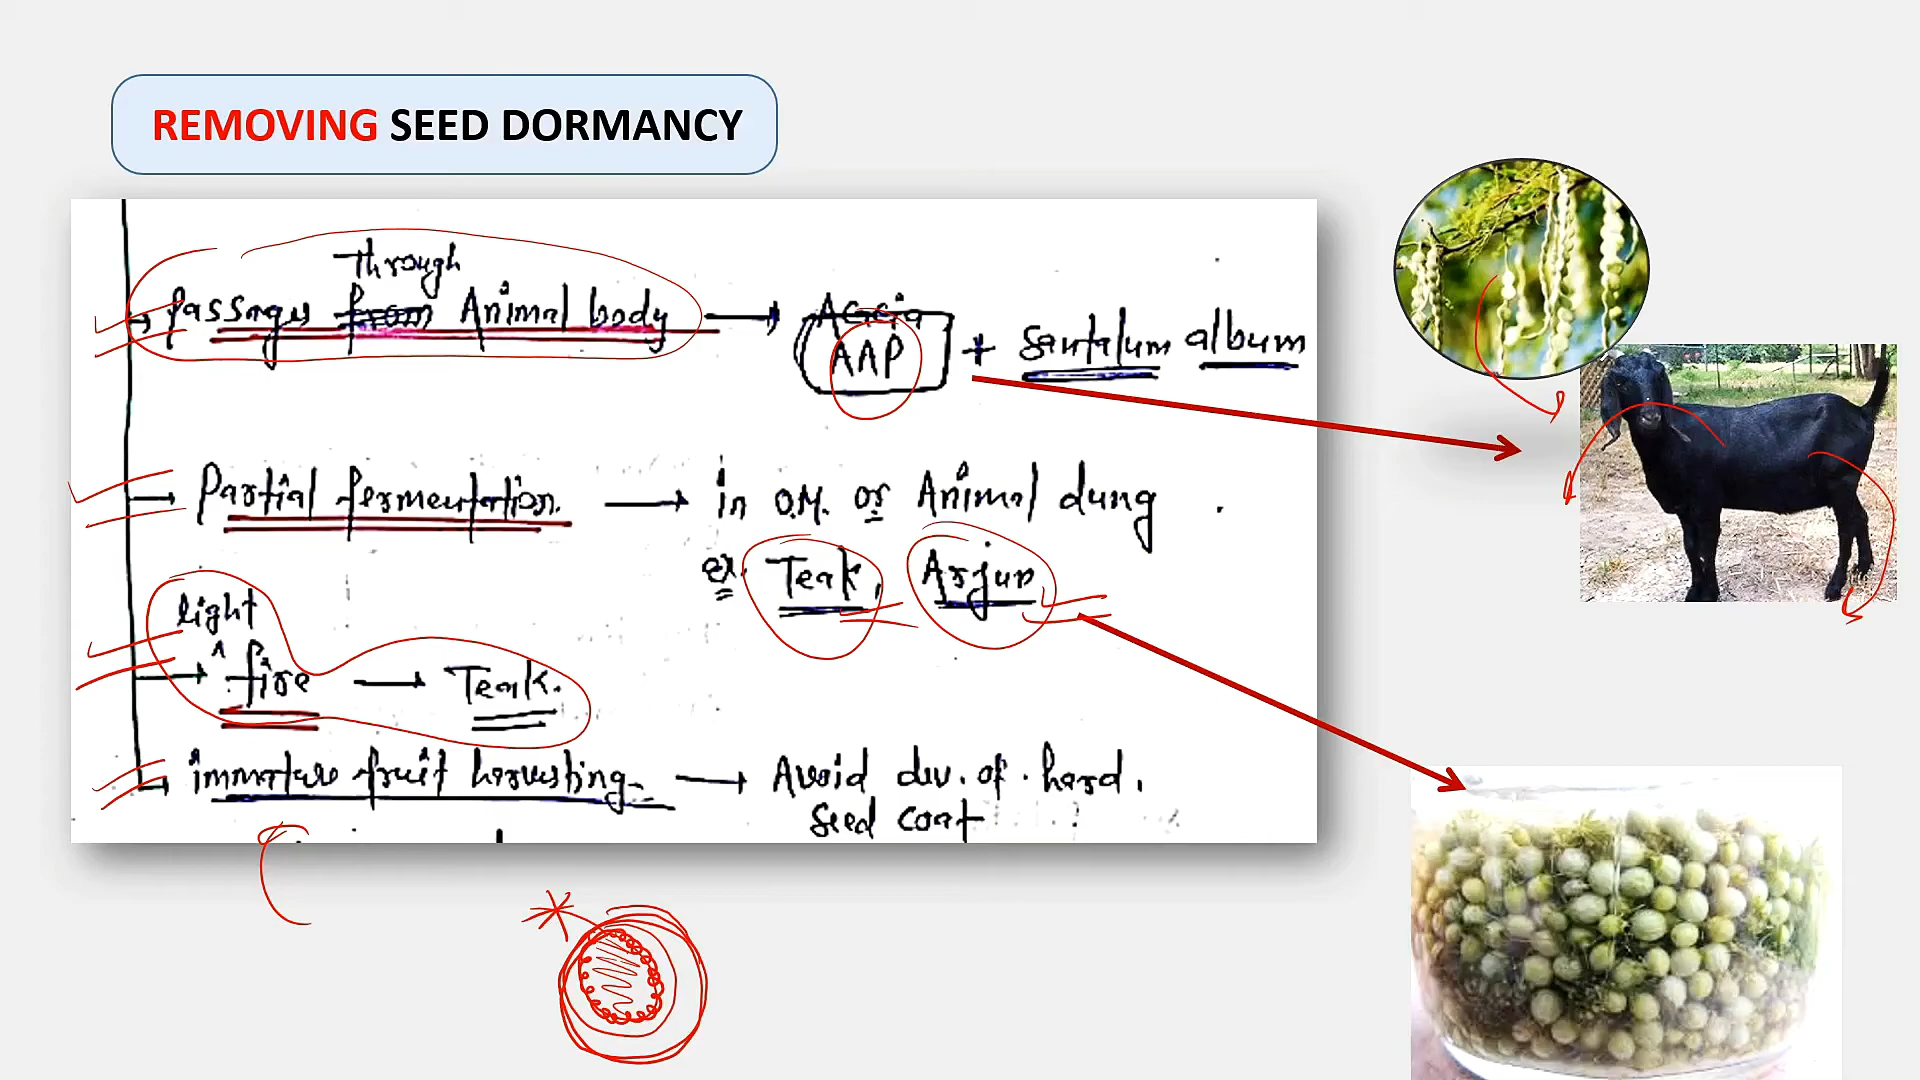 REMOVING SEED DORMANCY
through
Passage from Animal body → Acacia
AAP + santalum album
Partial fermentation. → in O.M. or Animal dung
ex. Teak, Arjun
light
^ fire → Teak.
immature fruit harvesting → Avoid dev. of hard.
seed coat